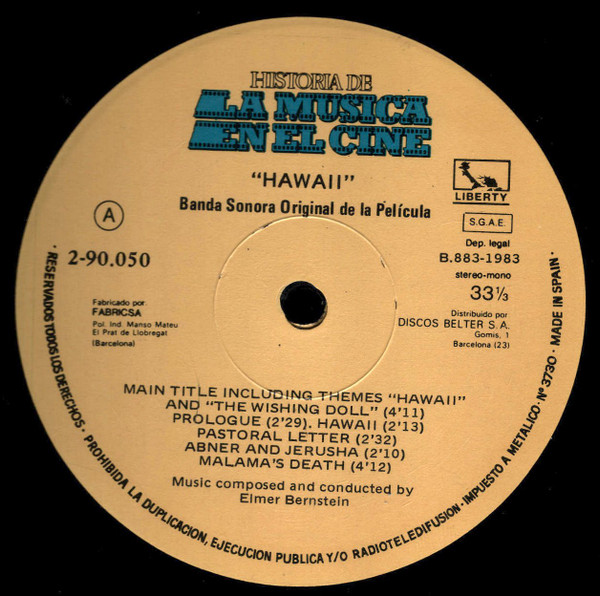 HISTORIA DE
LA MUSICA
EN EL CINE
"HAWAII"
Banda Sonora Original de la Película
LIBERTY
S.G.A.E.
A
Dep. legal
B.883-1983
2-90.050
stereo-mono
33⅓
Fabricado por:
FABRICSA
Pol. Ind. Manso Mateu
El Prat de Llobregat
(Barcelona)
Distribuido por
DISCOS BELTER S.A.
Gomis, 1
Barcelona (23)
MAIN TITLE INCLUDING THEMES "HAWAII"
AND "THE WISHING DOLL" (4'11)
PROLOGUE (2'29). HAWAII (2'13)
PASTORAL LETTER (2'32)
ABNER AND JERUSHA (2'10)
MALAMA'S DEATH (4'12)
Music composed and conducted by
Elmer Bernstein
· RESERVADOS TODOS LOS DERECHOS · PROHIBIDA LA DUPLICACION, EJECUCION PUBLICA Y/O RADIOTELEDIFUSION · IMPUESTO A METALICO · Nº 3730 · MADE IN SPAIN ·